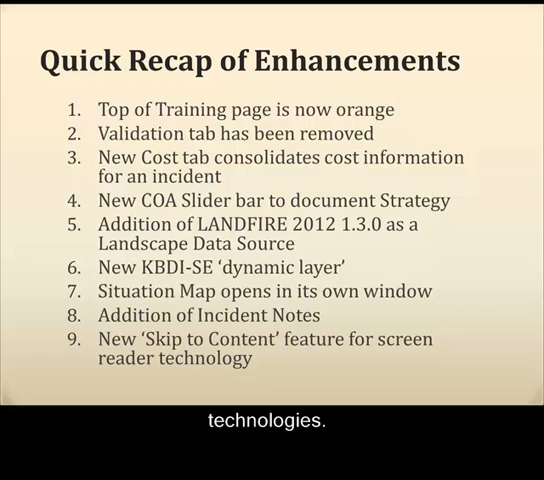 Quick Recap of Enhancements
1. Top of Training page is now orange
2. Validation tab has been removed
3. New Cost tab consolidates cost information
for an incident
4. New COA Slider bar to document Strategy
5. Addition of LANDFIRE 2012 1.3.0 as a
Landscape Data Source
6. New KBDI-SE ‘dynamic layer’
7. Situation Map opens in its own window
8. Addition of Incident Notes
9. New ‘Skip to Content’ feature for screen
reader technology
technologies.